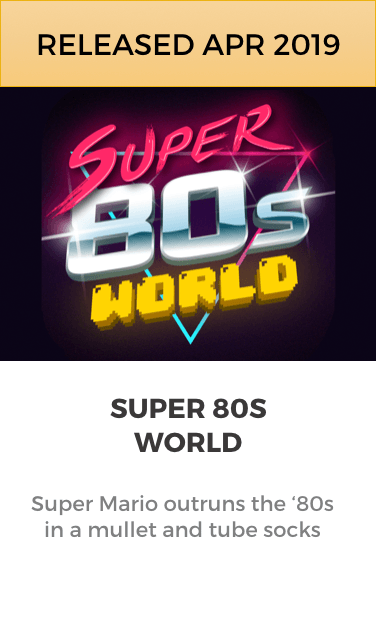 RELEASED APR 2019
SUPER
80s
WORLD
SUPER 80S
WORLD
Super Mario outruns the ‘80s
in a mullet and tube socks